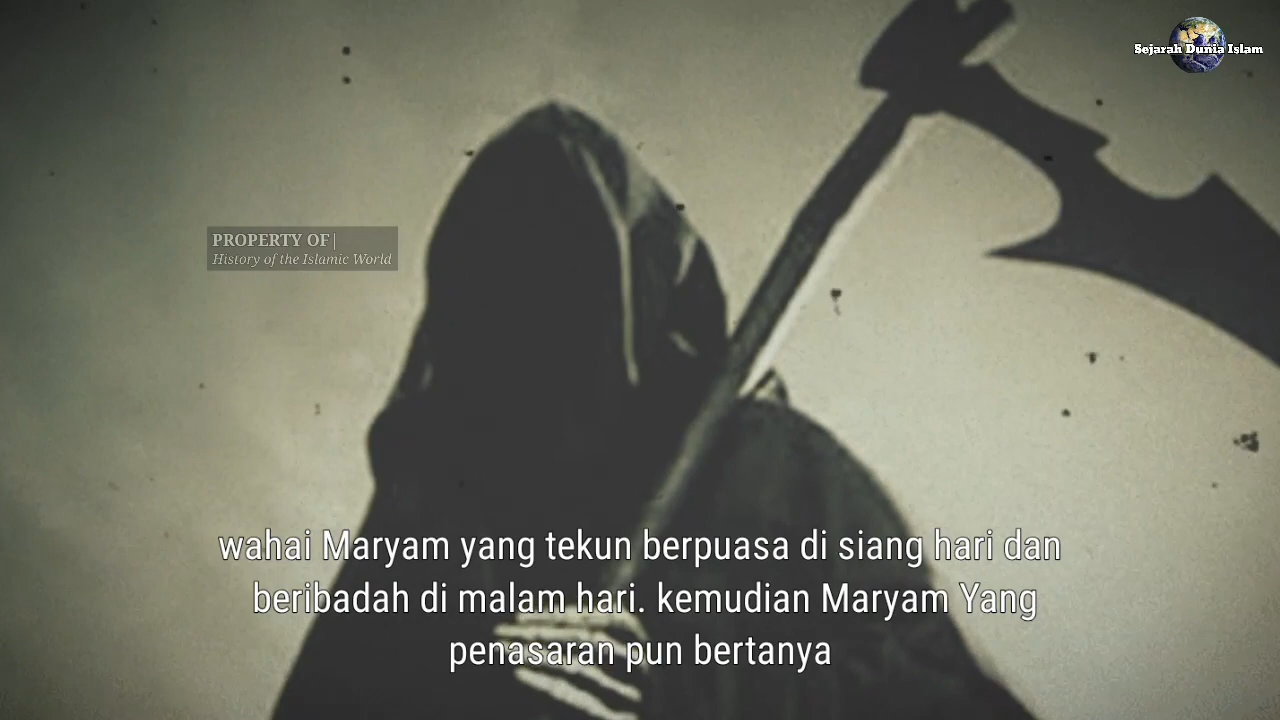 Sejarah Dunia Islam
PROPERTY OF|
History of the Islamic World
wahai Maryam yang tekun berpuasa di siang hari dan
beribadah di malam hari. kemudian Maryam Yang
penasaran pun bertanya